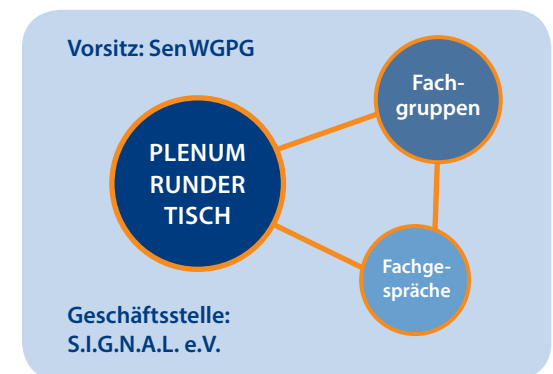 Vorsitz: SenWGPG
Fach-
gruppen
PLENUM
RUNDER
TISCH
Fachge-
spräche
Geschäftsstelle:
S.I.G.N.A.L. e.V.